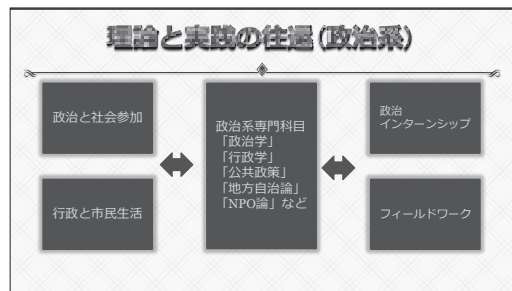 理論と実践の往還(政治系)
政治と社会参加
行政と市民生活
政治系専門科目
「政治学」
「行政学」
「公共政策」
「地方自治論」
「NPO論」など
政治
インターンシップ
フィールドワーク